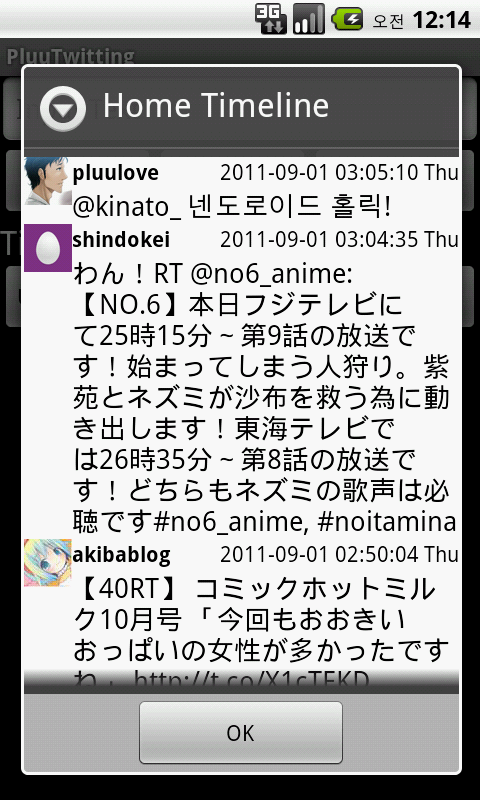 3G 오전 12:14
PluuTwitting
Home Timeline
pluulove 2011-09-01 03:05:10 Thu
@kinato_ 넨도로이드 홀릭!
shindokei 2011-09-01 03:04:35 Thu
わん！RT @no6_anime:
【NO.6】本日フジテレビに
て25時15分～第9話の放送で
す！始まってしまう人狩り。紫
苑とネズミが沙布を救う為に動
き出します！東海テレビで
は26時35分～第8話の放送で
す！どちらもネズミの歌声は必
聴です#no6_anime, #noitamina
akibablog 2011-09-01 02:50:04 Thu
【40RT】 コミックホットミル
ク10月号 「今回もおおきい
おっぱいの女性が多かったです
ね」 http://t.co/X1cTEKD
OK